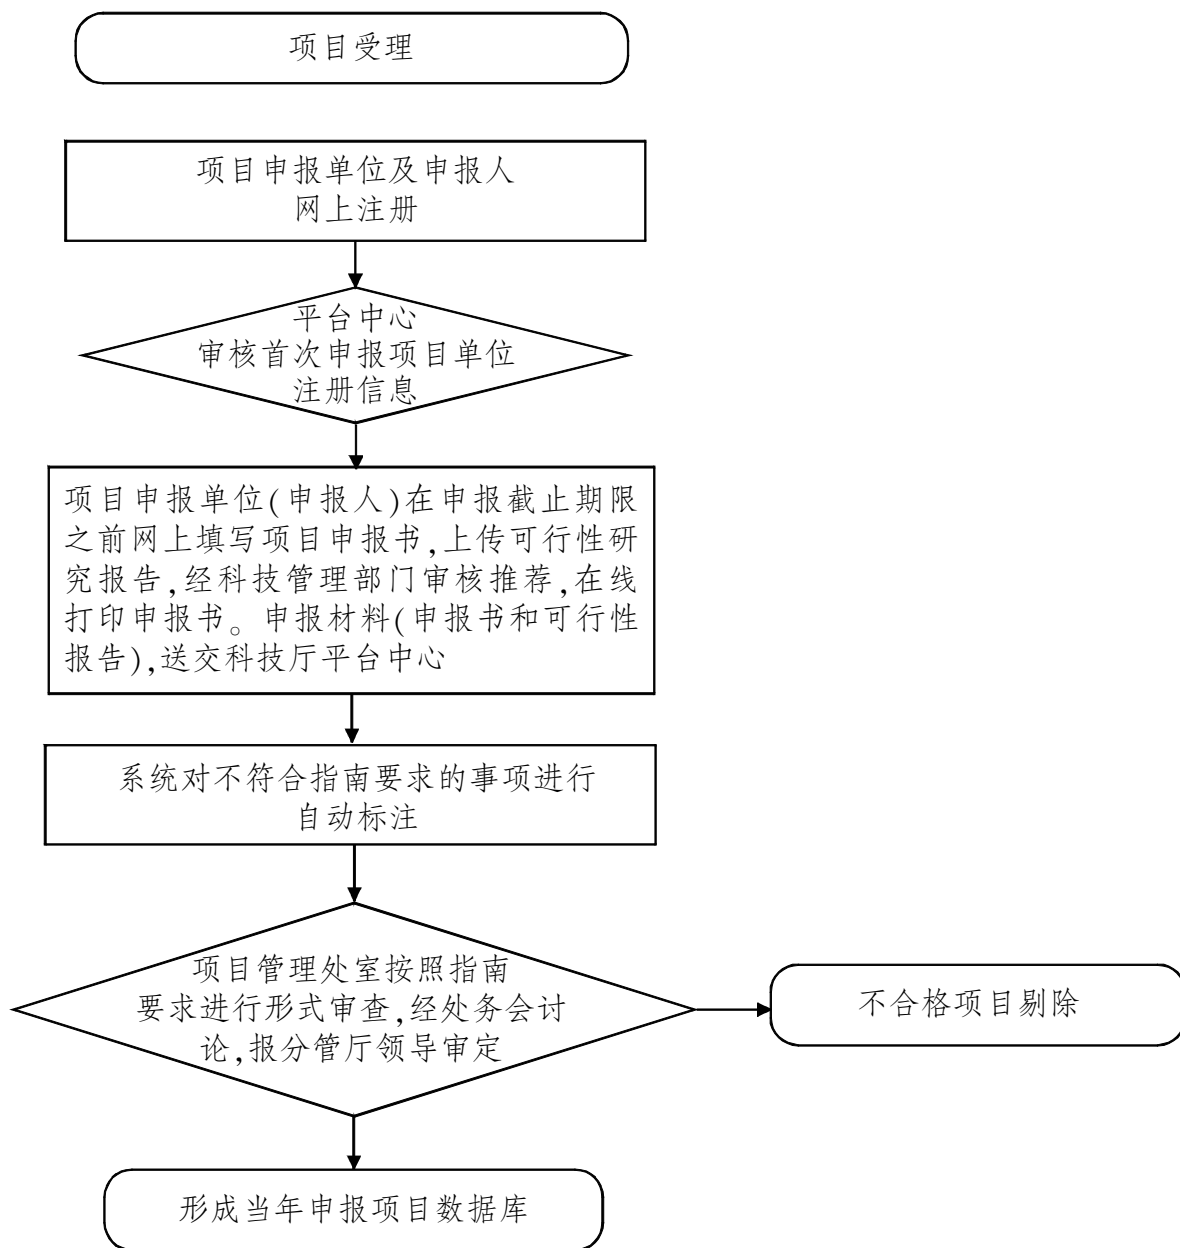 项目受理
项目申报单位及申报人
网上注册
平台中心
审核首次申报项目单位
注册信息
项目申报单位(申报人)在申报截止期限
之前网上填写项目申报书,上传可行性研
究报告,经科技管理部门审核推荐,在线
打印申报书。申报材料(申报书和可行性
报告),送交科技厅平台中心
系统对不符合指南要求的事项进行
自动标注
项目管理处室按照指南
要求进行形式审查,经处务会讨
论,报分管厅领导审定
不合格项目剔除
形成当年申报项目数据库